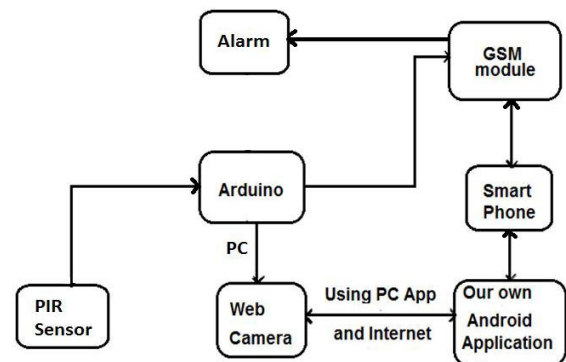 Alarm
GSM
module
Arduino
Smart
Phone
PC
PIR
Sensor
Web
Camera
Using PC App
and Internet
Our own
Android
Application